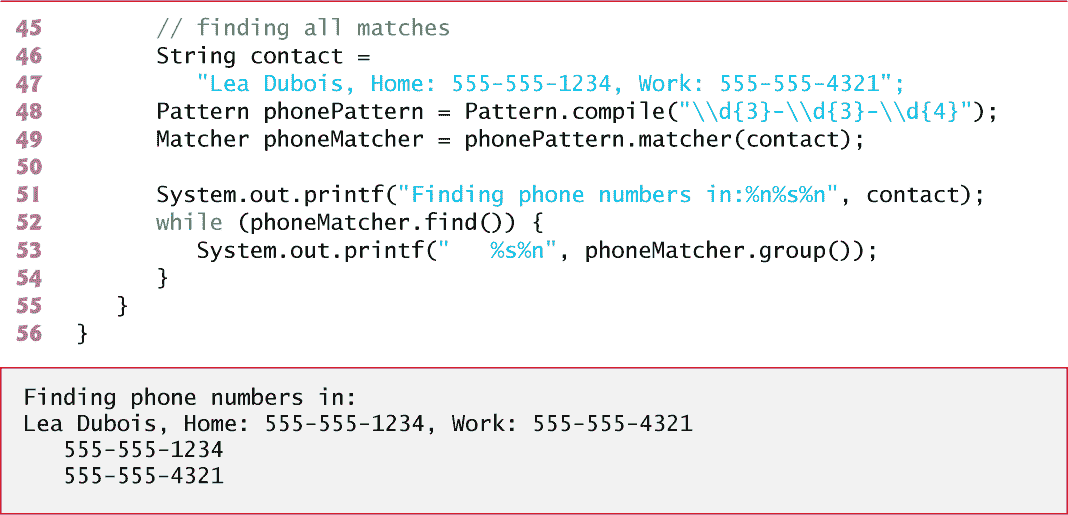 45 // finding all matches
46 String contact =
47 "Lea Dubois, Home: 555-555-1234, Work: 555-555-4321";
48 Pattern phonePattern = Pattern.compile("\\d{3}-\\d{3}-\\d{4}");
49 Matcher phoneMatcher = phonePattern.matcher(contact);
50
51 System.out.printf("Finding phone numbers in:%n%s%n", contact);
52 while (phoneMatcher.find()) {
53 System.out.printf("   %s%n", phoneMatcher.group());
54 }
55 }
56 }
Finding phone numbers in:
Lea Dubois, Home: 555-555-1234, Work: 555-555-4321
555-555-1234
555-555-4321